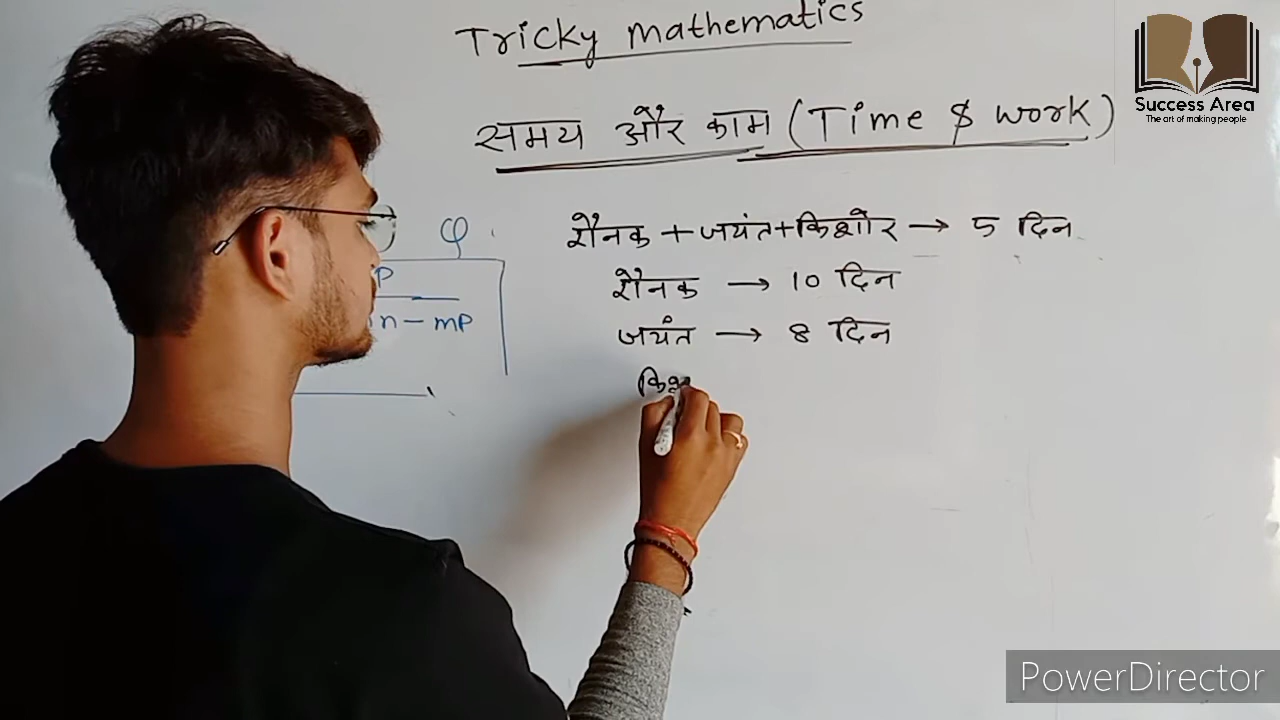 Tricky mathematics
Success Area
The art of making people
समय और काम (Time & work)
शौनक + जयंत + किशोर → 5 दिन
शौनक → 10 दिन
जयंत → 8 दिन
किश
φ
P
n - mp
PowerDirector